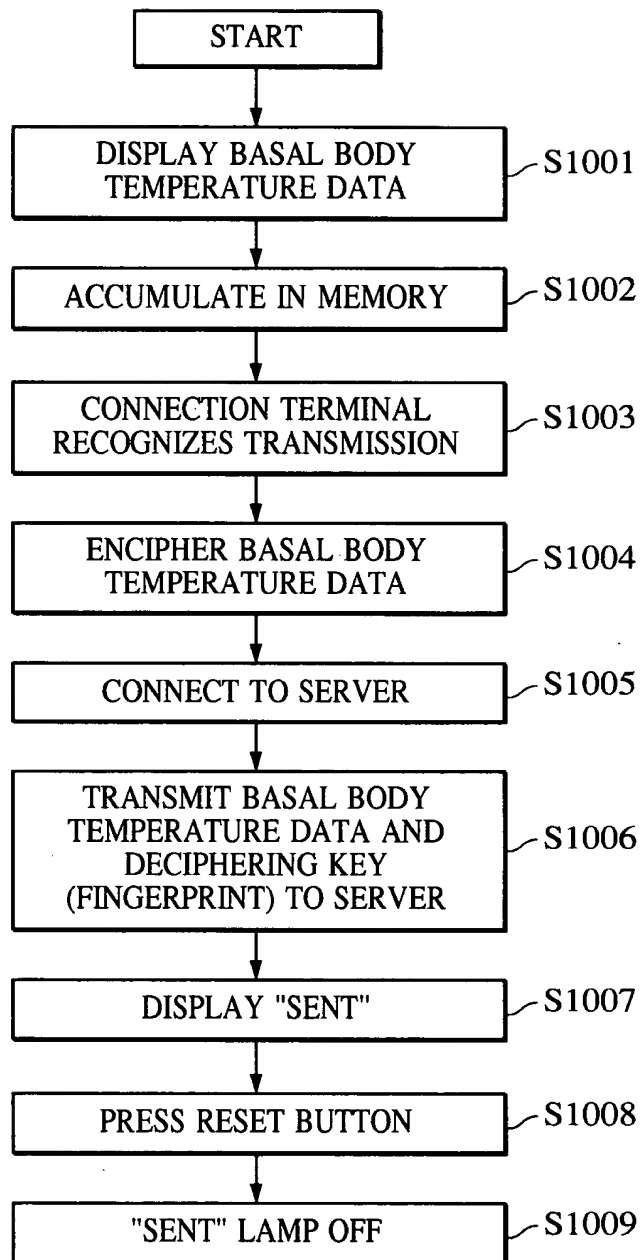 START
DISPLAY BASAL BODY
TEMPERATURE DATA
S1001
ACCUMULATE IN MEMORY
S1002
CONNECTION TERMINAL
RECOGNIZES TRANSMISSION
S1003
ENCIPHER BASAL BODY
TEMPERATURE DATA
S1004
CONNECT TO SERVER
S1005
TRANSMIT BASAL BODY
TEMPERATURE DATA AND
DECIPHERING KEY
(FINGERPRINT) TO SERVER
S1006
DISPLAY "SENT"
S1007
PRESS RESET BUTTON
S1008
"SENT" LAMP OFF
S1009